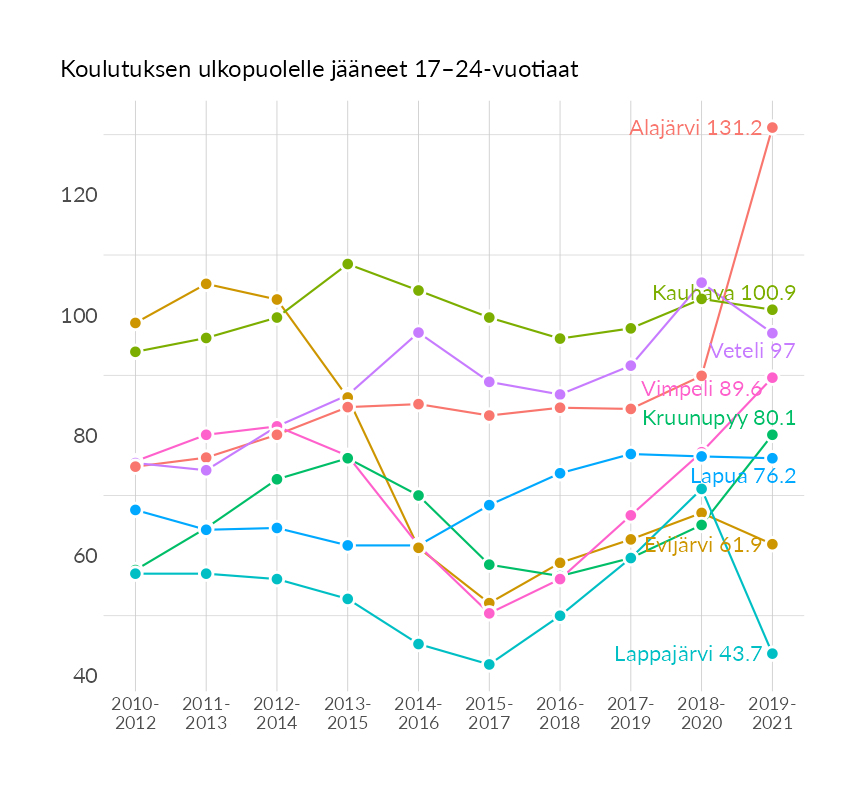 Koulutuksen ulkopuolelle jääneet 17–24-vuotiaat
Alajärvi 131.2
120
Kauhava 100.9
100
Veteli 97
Vimpeli 89.6
Kruunupyy 80.1
80
Lapua 76.2
Evijärvi 61.9
60
Lappajärvi 43.7
40
2010- 2011- 2012- 2013- 2014- 2015- 2016- 2017- 2018- 2019-
2012 2013 2014 2015 2016 2017 2018 2019 2020 2021